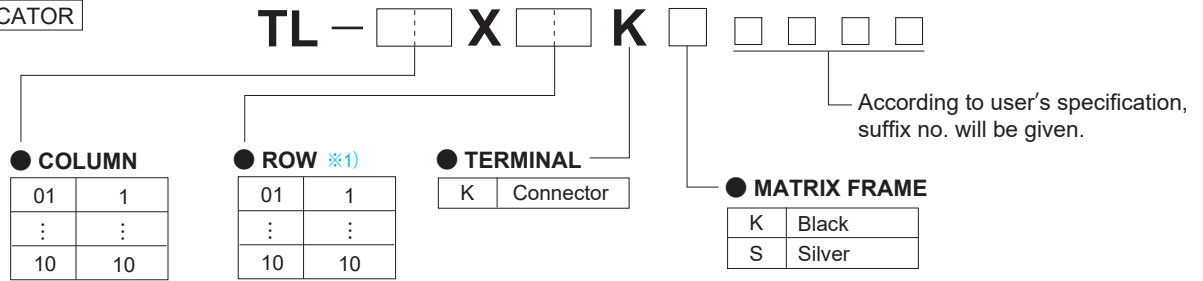 CATOR
TL – X K
According to user's specification,
suffix no. will be given.
● COLUMN
01 1
⋮ ⋮
10 10
● ROW ※1)
01 1
⋮ ⋮
10 10
● TERMINAL
K Connector
● MATRIX FRAME
K Black
S Silver